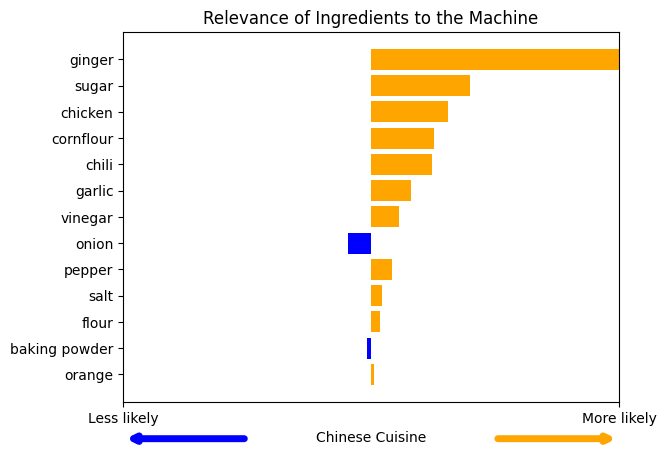 Relevance of Ingredients to the Machine
ginger
sugar
chicken
cornflour
chili
garlic
vinegar
onion
pepper
salt
flour
baking powder
orange
Less likely
More likely
Chinese Cuisine